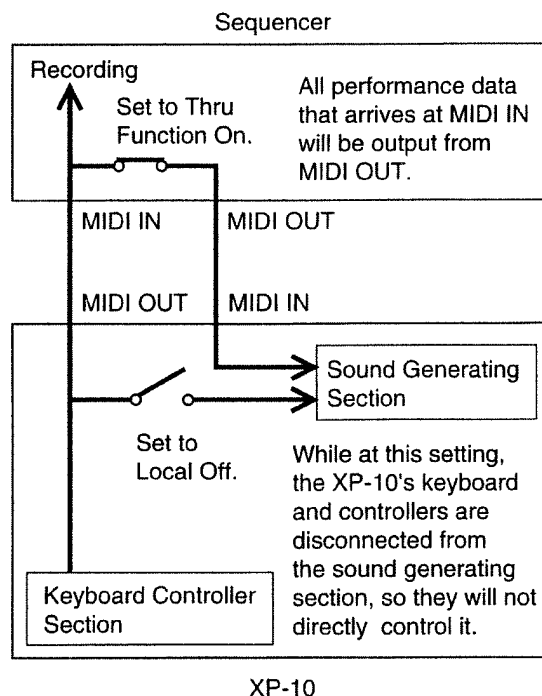 Sequencer
Recording
Set to Thru
Function On.
All performance data
that arrives at MIDI IN
will be output from
MIDI OUT.
MIDI IN
MIDI OUT
MIDI OUT
MIDI IN
Sound Generating
Section
Set to
Local Off.
While at this setting,
the XP-10's keyboard
and controllers are
disconnected from
the sound generating
section, so they will not
directly control it.
Keyboard Controller
Section
XP-10